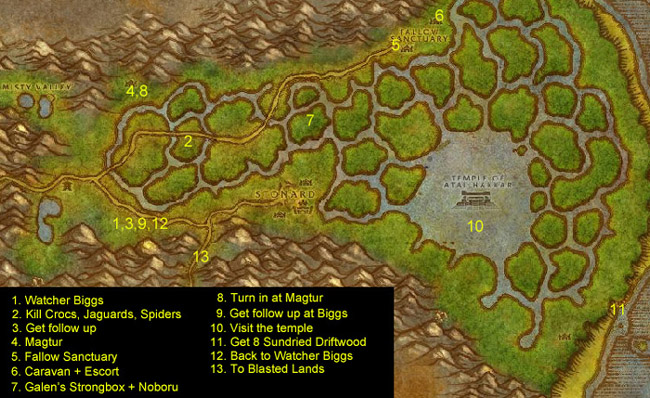 6
FALLOW
SANCTUARY
5
MISTY VALLEY
4,8
7
2
TEMPLE OF
ATAL'HAKKAR
STONARD
1,3,9,12
10
13
11
1. Watcher Biggs
2. Kill Crocs, Jaguards, Spiders
3. Get follow up
4. Magtur
5. Fallow Sanctuary
6. Caravan + Escort
7. Galen's Strongbox + Noboru
8. Turn in at Magtur
9. Get follow up at Biggs
10. Visit the temple
11. Get 8 Sundried Driftwood
12. Back to Watcher Biggs
13. To Blasted Lands